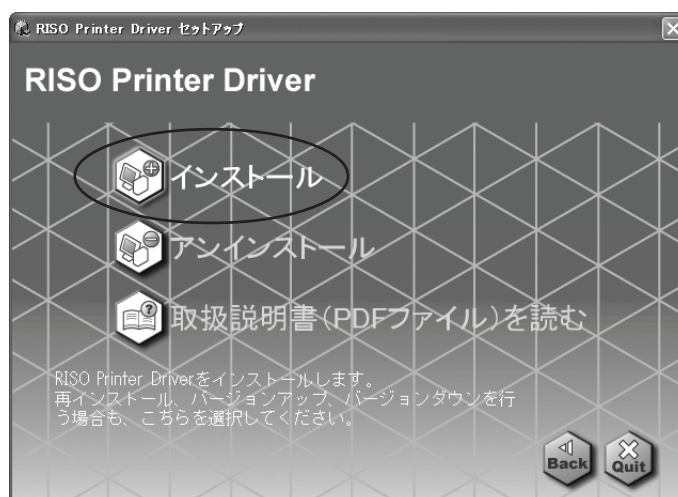 RISO Printer Driver セットアップ
RISO Printer Driver
インストール
アンインストール
取扱説明書(PDFファイル)を読む
RISO Printer Driverをインストールします。
再インストール、バージョンアップ、バージョンダウンを行
う場合も、こちらを選択してください。
Back
Quit